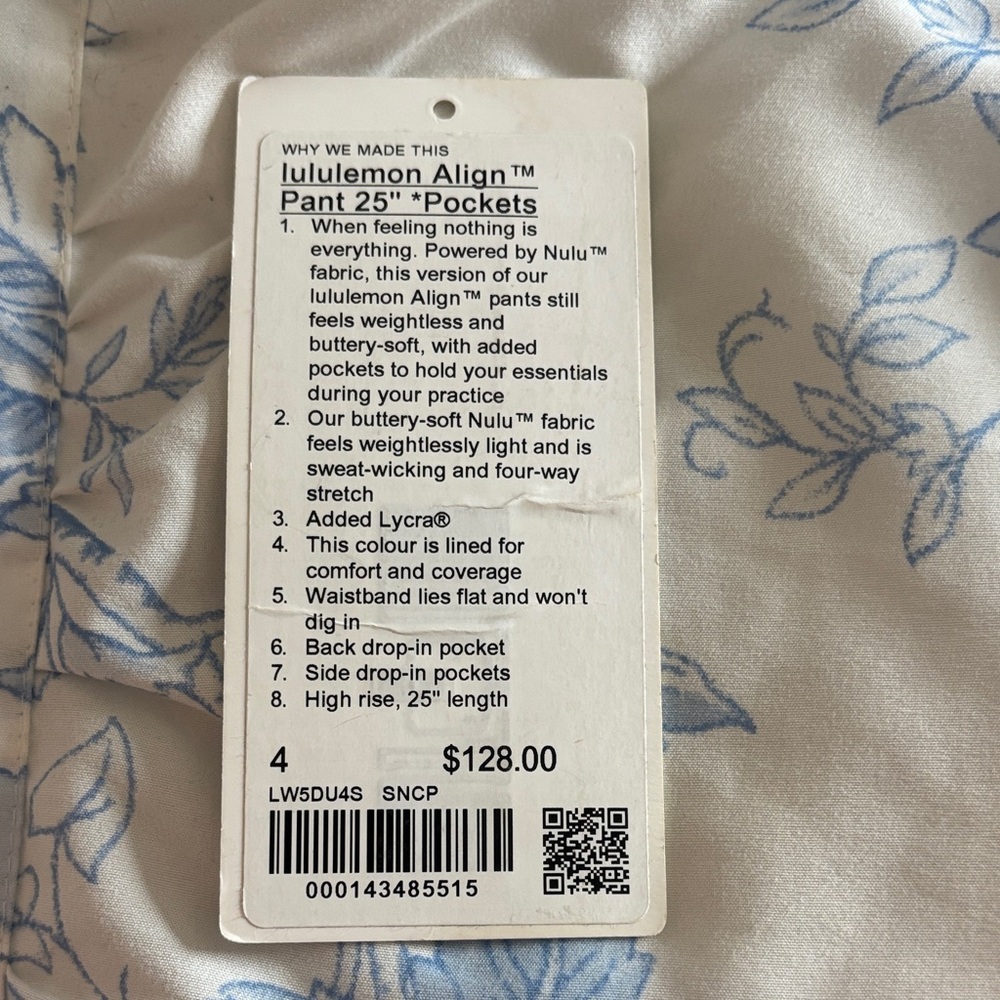 WHY WE MADE THIS
lululemon Align™
Pant 25" *Pockets
1. When feeling nothing is
everything. Powered by Nulu™
fabric, this version of our
lululemon Align™ pants still
feels weightless and
buttery-soft, with added
pockets to hold your essentials
during your practice
2. Our buttery-soft Nulu™ fabric
feels weightlessly light and is
sweat-wicking and four-way
stretch
3. Added Lycra®
4. This colour is lined for
comfort and coverage
5. Waistband lies flat and won't
dig in
6. Back drop-in pocket
7. Side drop-in pockets
8. High rise, 25" length
4 $128.00
LW5DU4S SNCP
000143485515